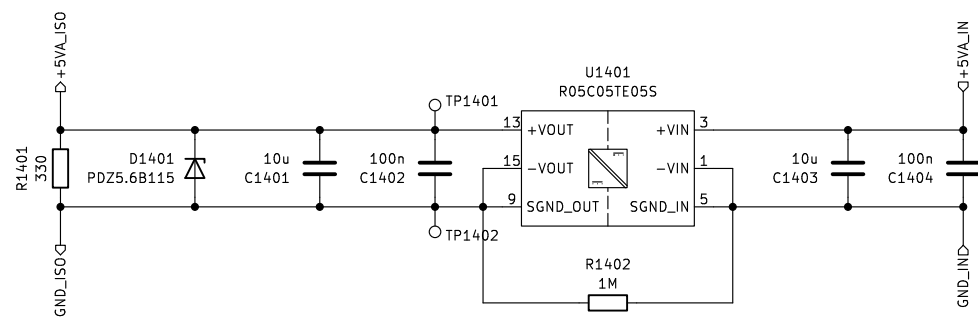 +5VA_ISO
+5VA_IN
U1401
R05C05TE05S
TP1401
13
+VOUT
+VIN
3
R1401
330
D1401
PDZ5.6B115
10u
C1401
100n
C1402
15
-VOUT
-VIN
1
10u
C1403
100n
C1404
9
SGND_OUT
SGND_IN
5
TP1402
GND_ISO
R1402
1M
GND_IN